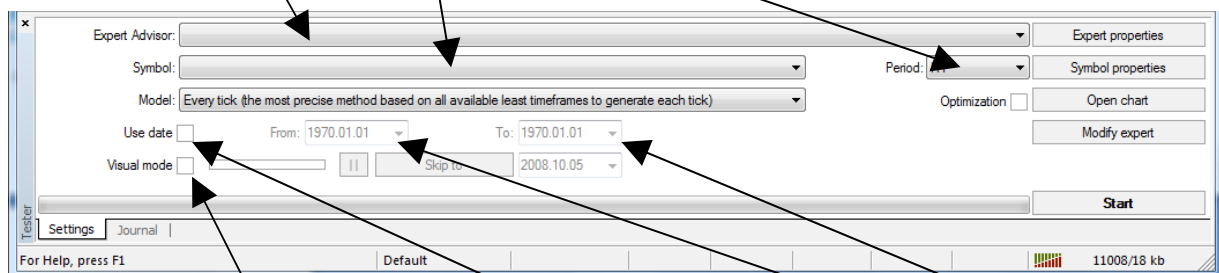 Expert Advisor: Expert properties
Symbol: Period: Symbol properties
Model: Every tick (the most precise method based on all available least timeframes to generate each tick) Optimization Open chart
Use date From: 1970.01.01 To: 1970.01.01 Modify expert
Visual mode Skip to 2008.10.05
Start
Tester
Settings Journal
For Help, press F1 Default 11008/18 kb